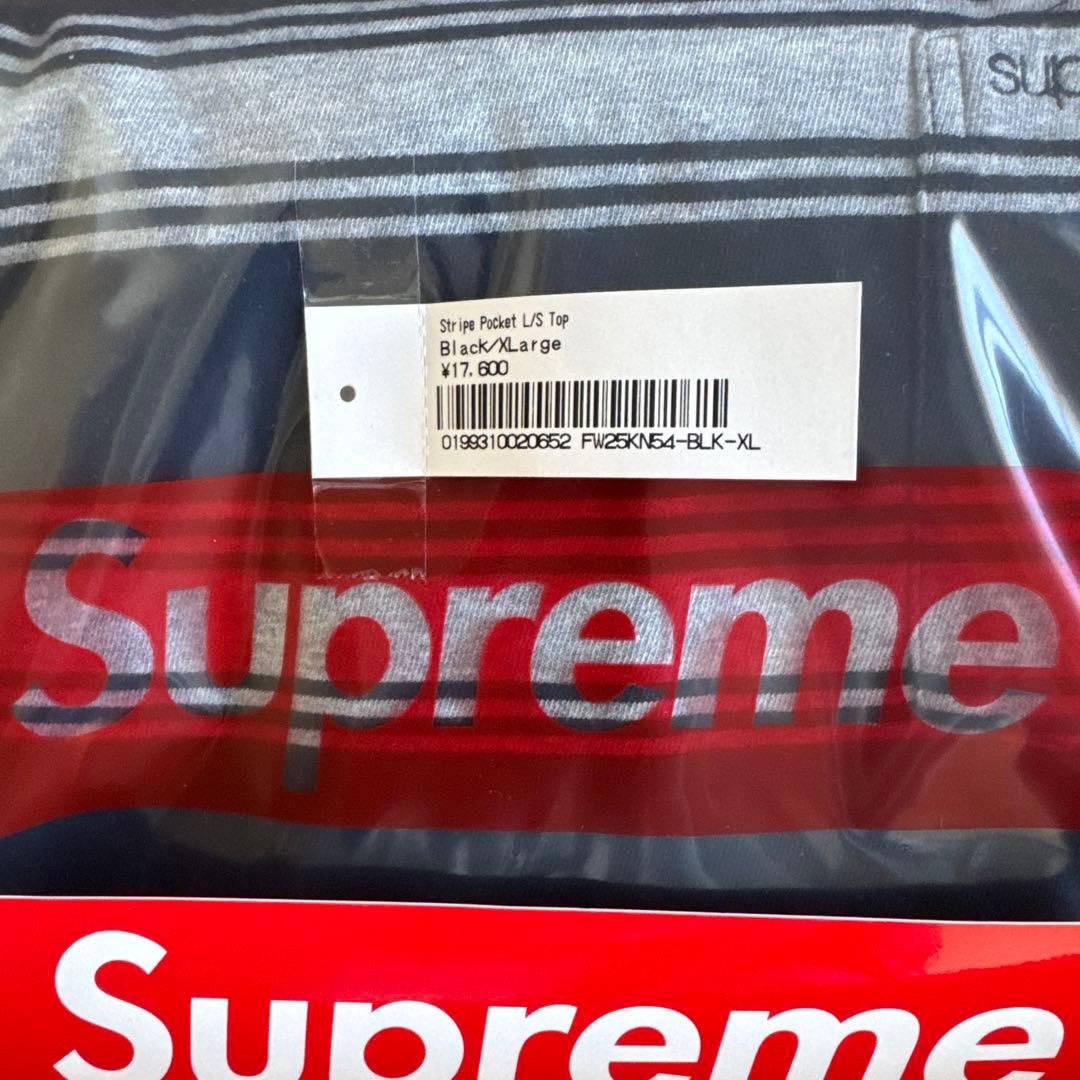 sup
Stripe Pocket L/S Top
Black/XLarge
¥17,600
0199310020652 FW25KN54-BLK-XL
Supreme
Supreme